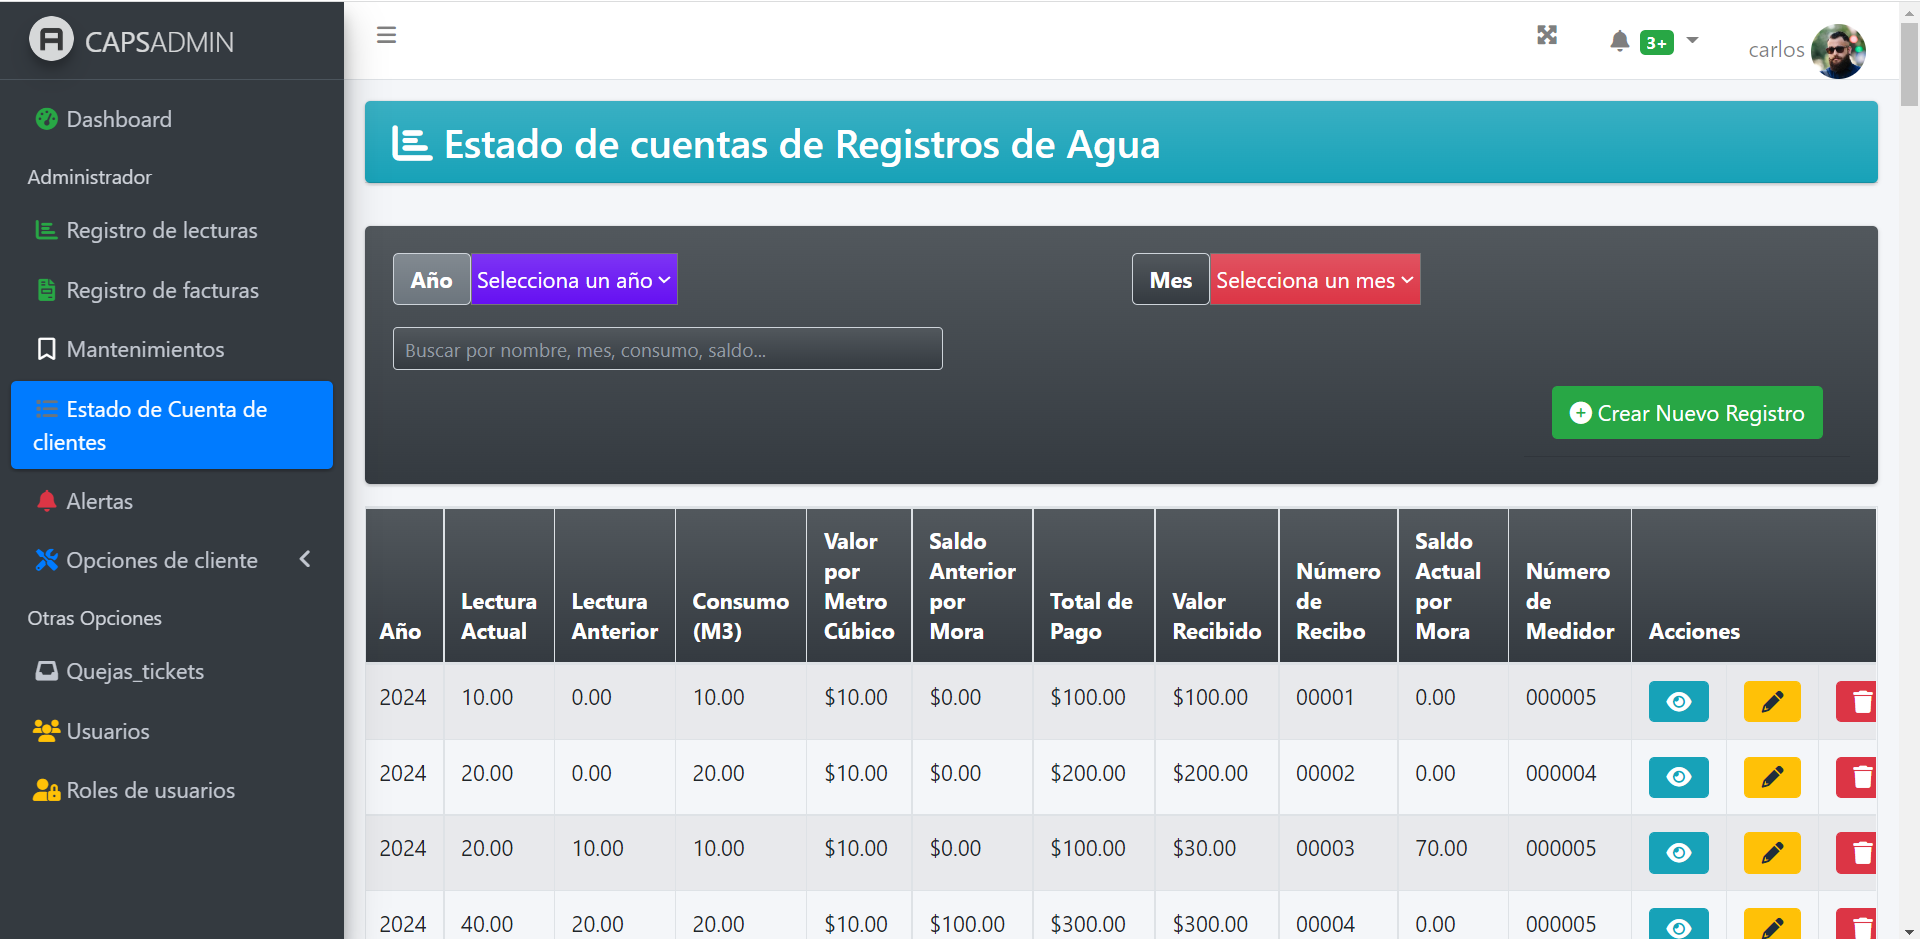 CAPSADMIN
3+
carlos
Dashboard
Administrador
Registro de lecturas
Registro de facturas
Mantenimientos
Estado de Cuenta de
clientes
Alertas
Opciones de cliente
Otras Opciones
Quejas_tickets
Usuarios
Roles de usuarios
Estado de cuentas de Registros de Agua
Año Selecciona un año
Mes Selecciona un mes
Buscar por nombre, mes, consumo, saldo...
Crear Nuevo Registro
Año
Lectura
Actual
Lectura
Anterior
Consumo
(M3)
Valor
por
Metro
Cúbico
Saldo
Anterior
por
Mora
Total de
Pago
Valor
Recibido
Número
de
Recibo
Saldo
Actual
por
Mora
Número
de
Medidor
Acciones
2024 10.00 0.00 10.00 $10.00 $0.00 $100.00 $100.00 00001 0.00 000005
2024 20.00 0.00 20.00 $10.00 $0.00 $200.00 $200.00 00002 0.00 000004
2024 20.00 10.00 10.00 $10.00 $0.00 $100.00 $30.00 00003 70.00 000005
2024 40.00 20.00 20.00 $10.00 $100.00 $300.00 $300.00 00004 0.00 000005